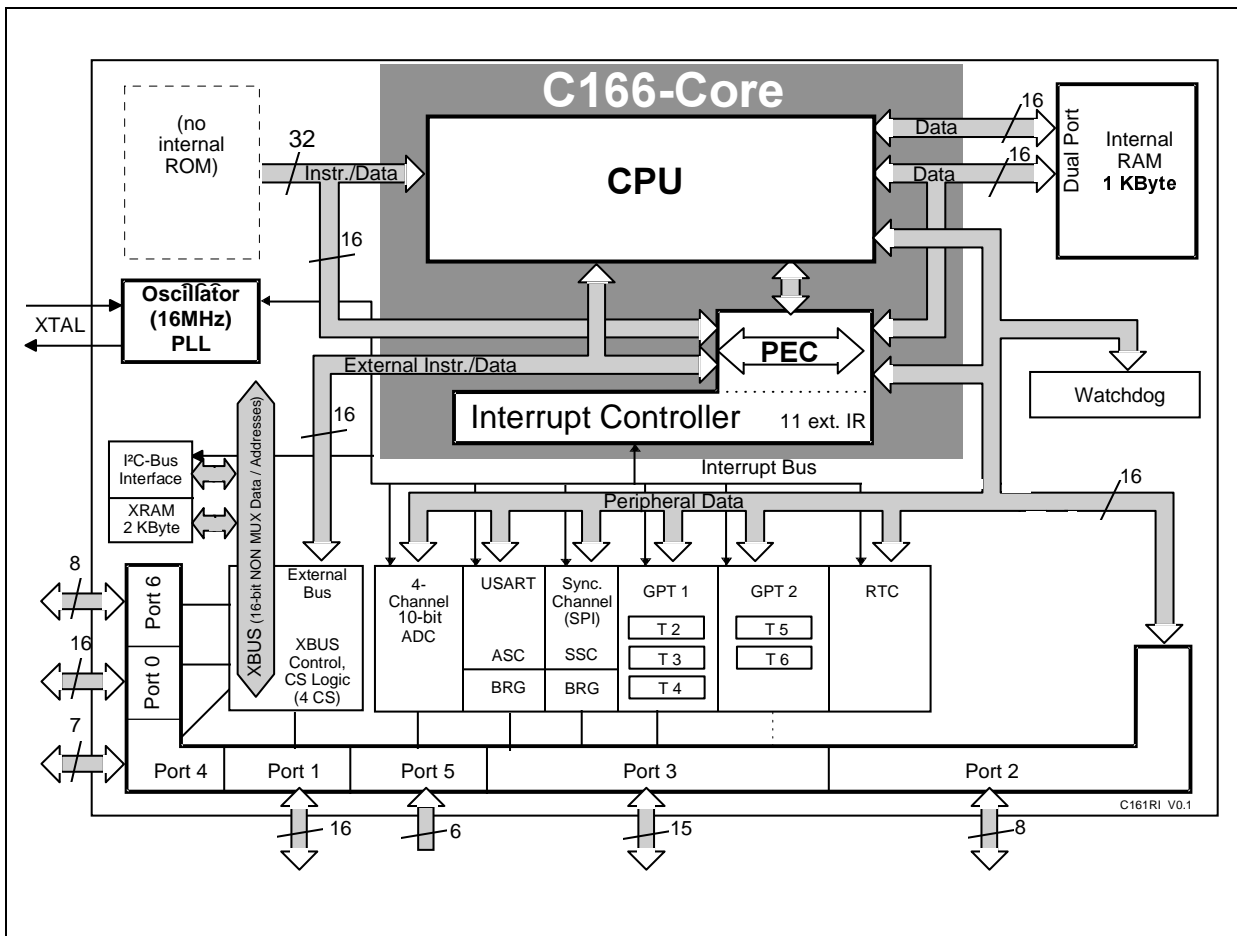 C166-Core
(no
internal
ROM)
32
Instr./Data
CPU
Data
16
Data
16
Dual Port
Internal
RAM
1 KByte
16
Oscillator
(16MHz)
PLL
XTAL
PEC
External Instr./Data
Interrupt Controller
11 ext. IR
Watchdog
16
Interrupt Bus
Peripheral Data
16
I²C-Bus
Interface
XRAM
2 KByte
XBUS (16-bit NON MUX Data / Addresses)
8
Port 6
16
Port 0
7
External
Bus
XBUS
Control,
CS Logic
(4 CS)
4-
Channel
10-bit
ADC
USART
ASC
BRG
Sync.
Channel
(SPI)
SSC
BRG
GPT 1
T 2
T 3
T 4
GPT 2
T 5
T 6
RTC
Port 4
Port 1
Port 5
Port 3
Port 2
C161RI V0.1
16
6
15
8